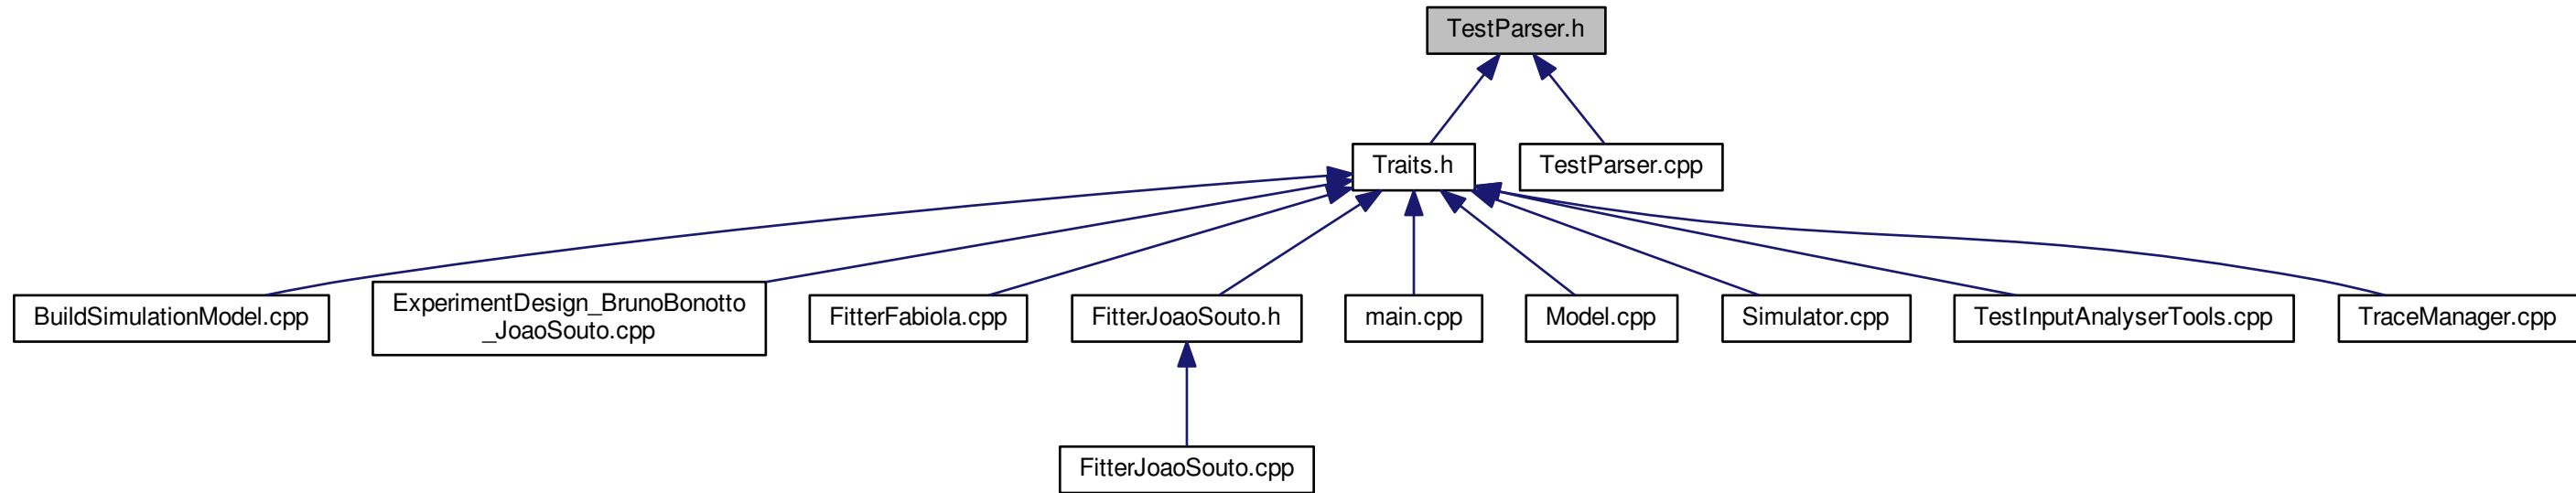 TestParser.h
Traits.h
TestParser.cpp
BuildSimulationModel.cpp
ExperimentDesign_BrunoBonotto
_JoaoSouto.cpp
FitterFabiola.cpp
FitterJoaoSouto.h
main.cpp
Model.cpp
Simulator.cpp
TestInputAnalyserTools.cpp
TraceManager.cpp
FitterJoaoSouto.cpp